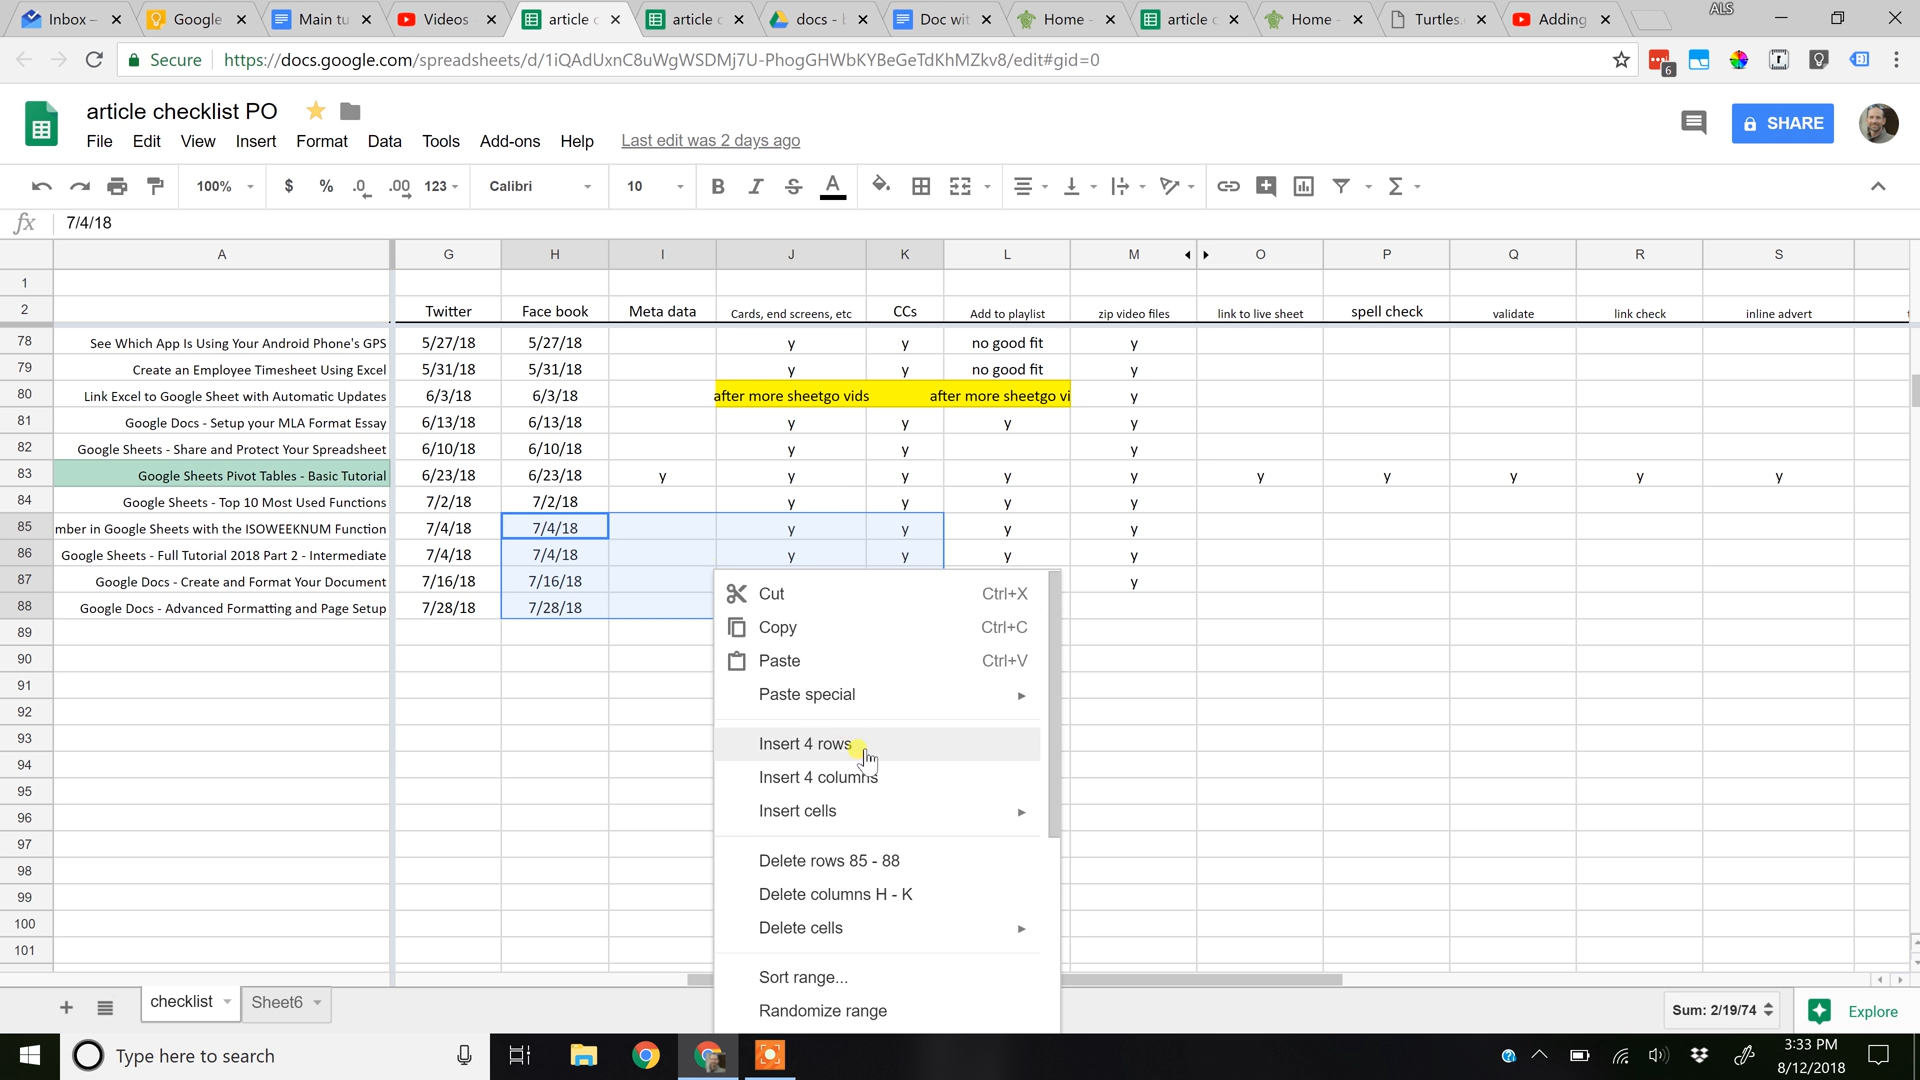 Inbox –
Google
Main tu
Videos
article c
article c
docs - b
Doc wit
Home -
article c
Home -
Turtles.
Adding
ALS
Secure
https://docs.google.com/spreadsheets/d/1iQAdUxnC8uWgWSDMj7U-PhogGHWbKYBeGeTdKhMZkv8/edit#gid=0
6
article checklist PO
File Edit View Insert Format Data Tools Add-ons Help Last edit was 2 days ago
SHARE
100% $ % .0 .00 123 Calibri 10 B I S A
fx 7/4/18
A G H I J K L M O P Q R S
1
2 Twitter Face book Meta data Cards, end screens, etc CCs Add to playlist zip video files link to live sheet spell check validate link check inline advert
78 See Which App Is Using Your Android Phone's GPS 5/27/18 5/27/18 y y no good fit y
79 Create an Employee Timesheet Using Excel 5/31/18 5/31/18 y y no good fit y
80 Link Excel to Google Sheet with Automatic Updates 6/3/18 6/3/18 after more sheetgo vids after more sheetgo vi y
81 Google Docs - Setup your MLA Format Essay 6/13/18 6/13/18 y y y y
82 Google Sheets - Share and Protect Your Spreadsheet 6/10/18 6/10/18 y y y
83 Google Sheets Pivot Tables - Basic Tutorial 6/23/18 6/23/18 y y y y y y y y y y
84 Google Sheets - Top 10 Most Used Functions 7/2/18 7/2/18 y y y y
85 mber in Google Sheets with the ISOWEEKNUM Function 7/4/18 7/4/18 y y y y
86 Google Sheets - Full Tutorial 2018 Part 2 - Intermediate 7/4/18 7/4/18 y y y y
87 Google Docs - Create and Format Your Document 7/16/18 7/16/18 y
88 Google Docs - Advanced Formatting and Page Setup 7/28/18 7/28/18
89
90
91
92
93
94
95
96
97
98
99
100
101
Cut Ctrl+X
Copy Ctrl+C
Paste Ctrl+V
Paste special
Insert 4 rows
Insert 4 columns
Insert cells
Delete rows 85 - 88
Delete columns H - K
Delete cells
Sort range...
Randomize range
checklist
Sheet6
Sum: 2/19/74
Explore
Type here to search
3:33 PM
8/12/2018